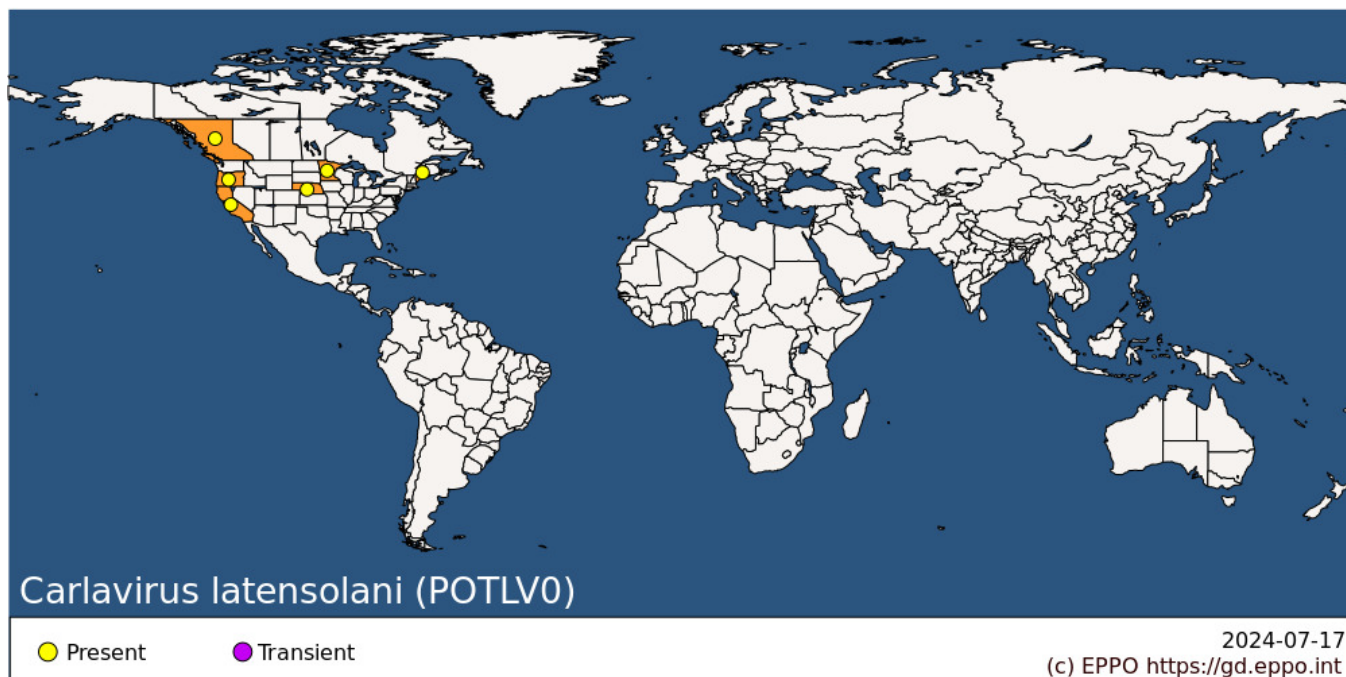 Carlavirus latensolani (POTLV0)
Present
Transient
2024-07-17
(c) EPPO https://gd.eppo.int